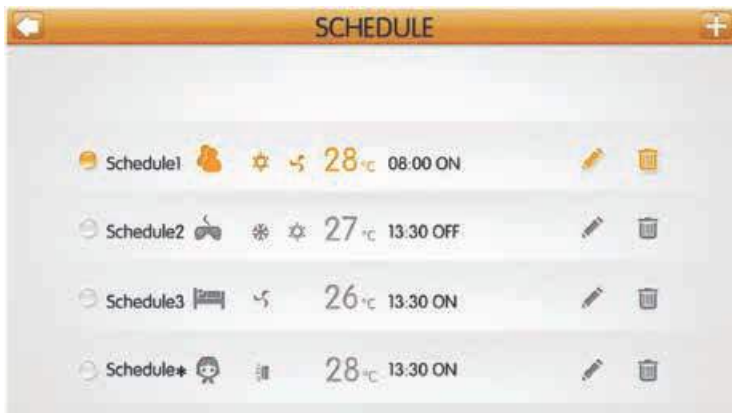 SCHEDULE
Schedule1 28°C 08:00 ON
Schedule2 27°C 13:30 OFF
Schedule3 26°C 13:30 ON
Schedule* 28°C 13:30 ON